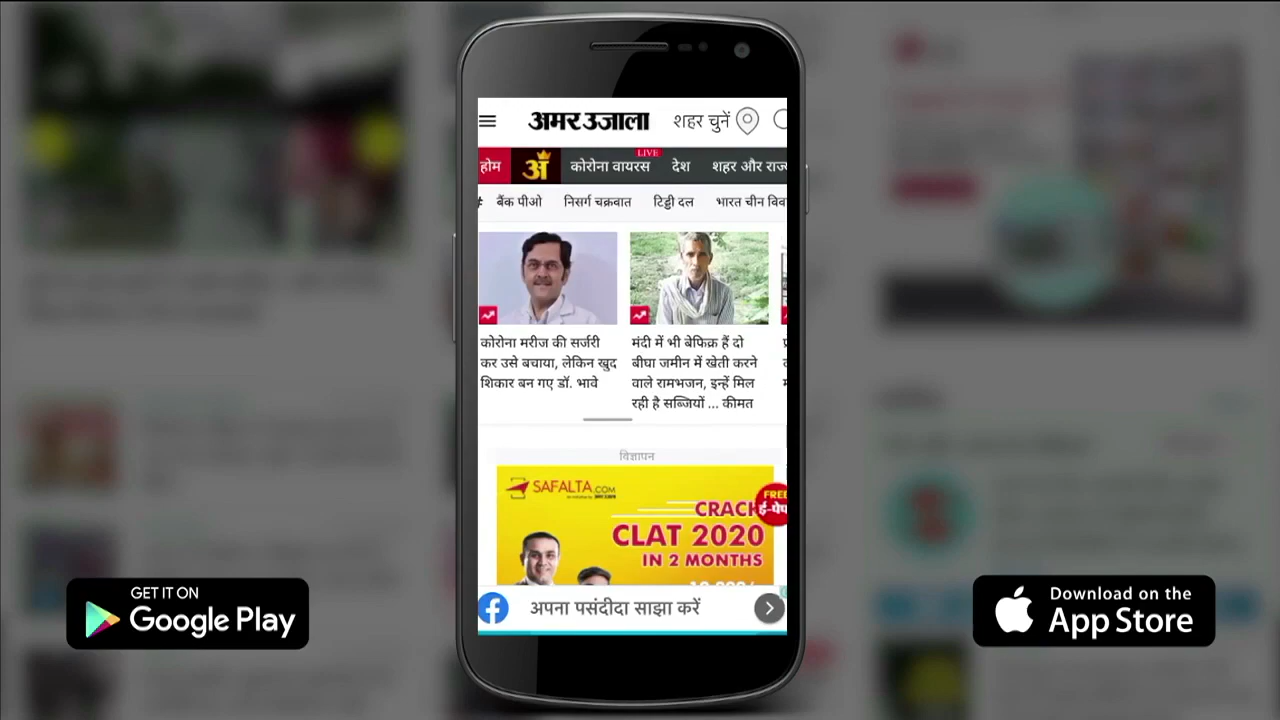 अमर उजाला
शहर चुनें
होम
अं
कोरोना वायरस
LIVE
देश
शहर और राज्य
#
बैंक पीओ
निसर्ग चक्रवात
टिड्डी दल
भारत चीन विवा
कोरोना मरीज की सर्जरी
कर उसे बचाया, लेकिन खुद
शिकार बन गए डॉ. भावे
मंदी में भी बेफिक्र हैं दो
बीघा जमीन में खेती करने
वाले रामभजन, इन्हें मिल
रही है सब्जियों ... कीमत
विज्ञापन
SAFALTA.COM
CRACK
CLAT 2020
IN 2 MONTHS
FREE
ई-पेप
अपना पसंदीदा साझा करें
GET IT ON
Google Play
Download on the
App Store